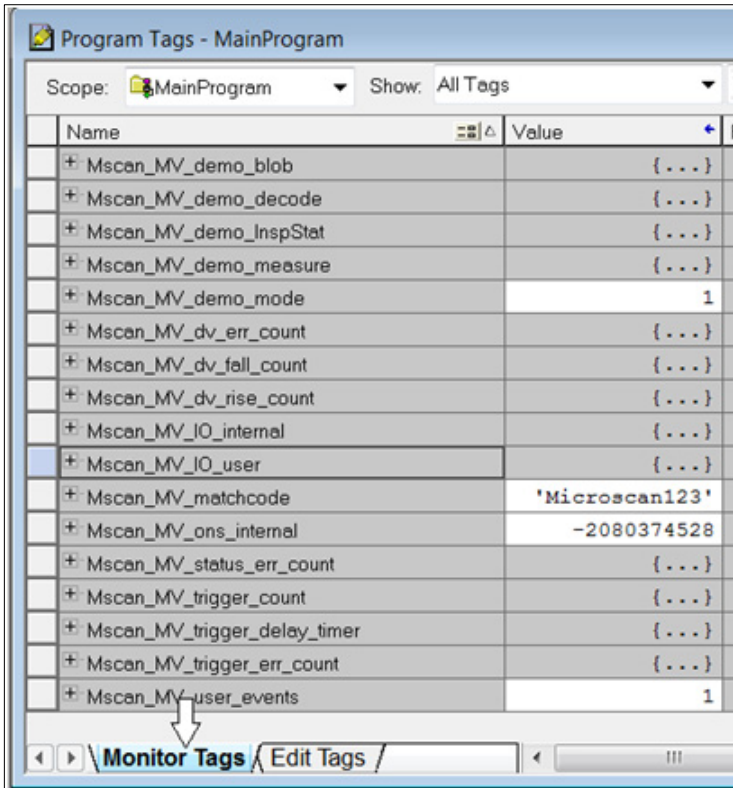 Program Tags - MainProgram
Scope: MainProgram Show: All Tags
Name Value
Mscan_MV_demo_blob {...}
Mscan_MV_demo_decode {...}
Mscan_MV_demo_InspStat {...}
Mscan_MV_demo_measure {...}
Mscan_MV_demo_mode 1
Mscan_MV_dv_err_count {...}
Mscan_MV_dv_fall_count {...}
Mscan_MV_dv_rise_count {...}
Mscan_MV_IO_internal {...}
Mscan_MV_IO_user {...}
Mscan_MV_matchcode 'Microscan123'
Mscan_MV_ons_internal -2080374528
Mscan_MV_status_err_count {...}
Mscan_MV_trigger_count {...}
Mscan_MV_trigger_delay_timer {...}
Mscan_MV_trigger_err_count {...}
Mscan_MV_user_events 1
Monitor Tags Edit Tags